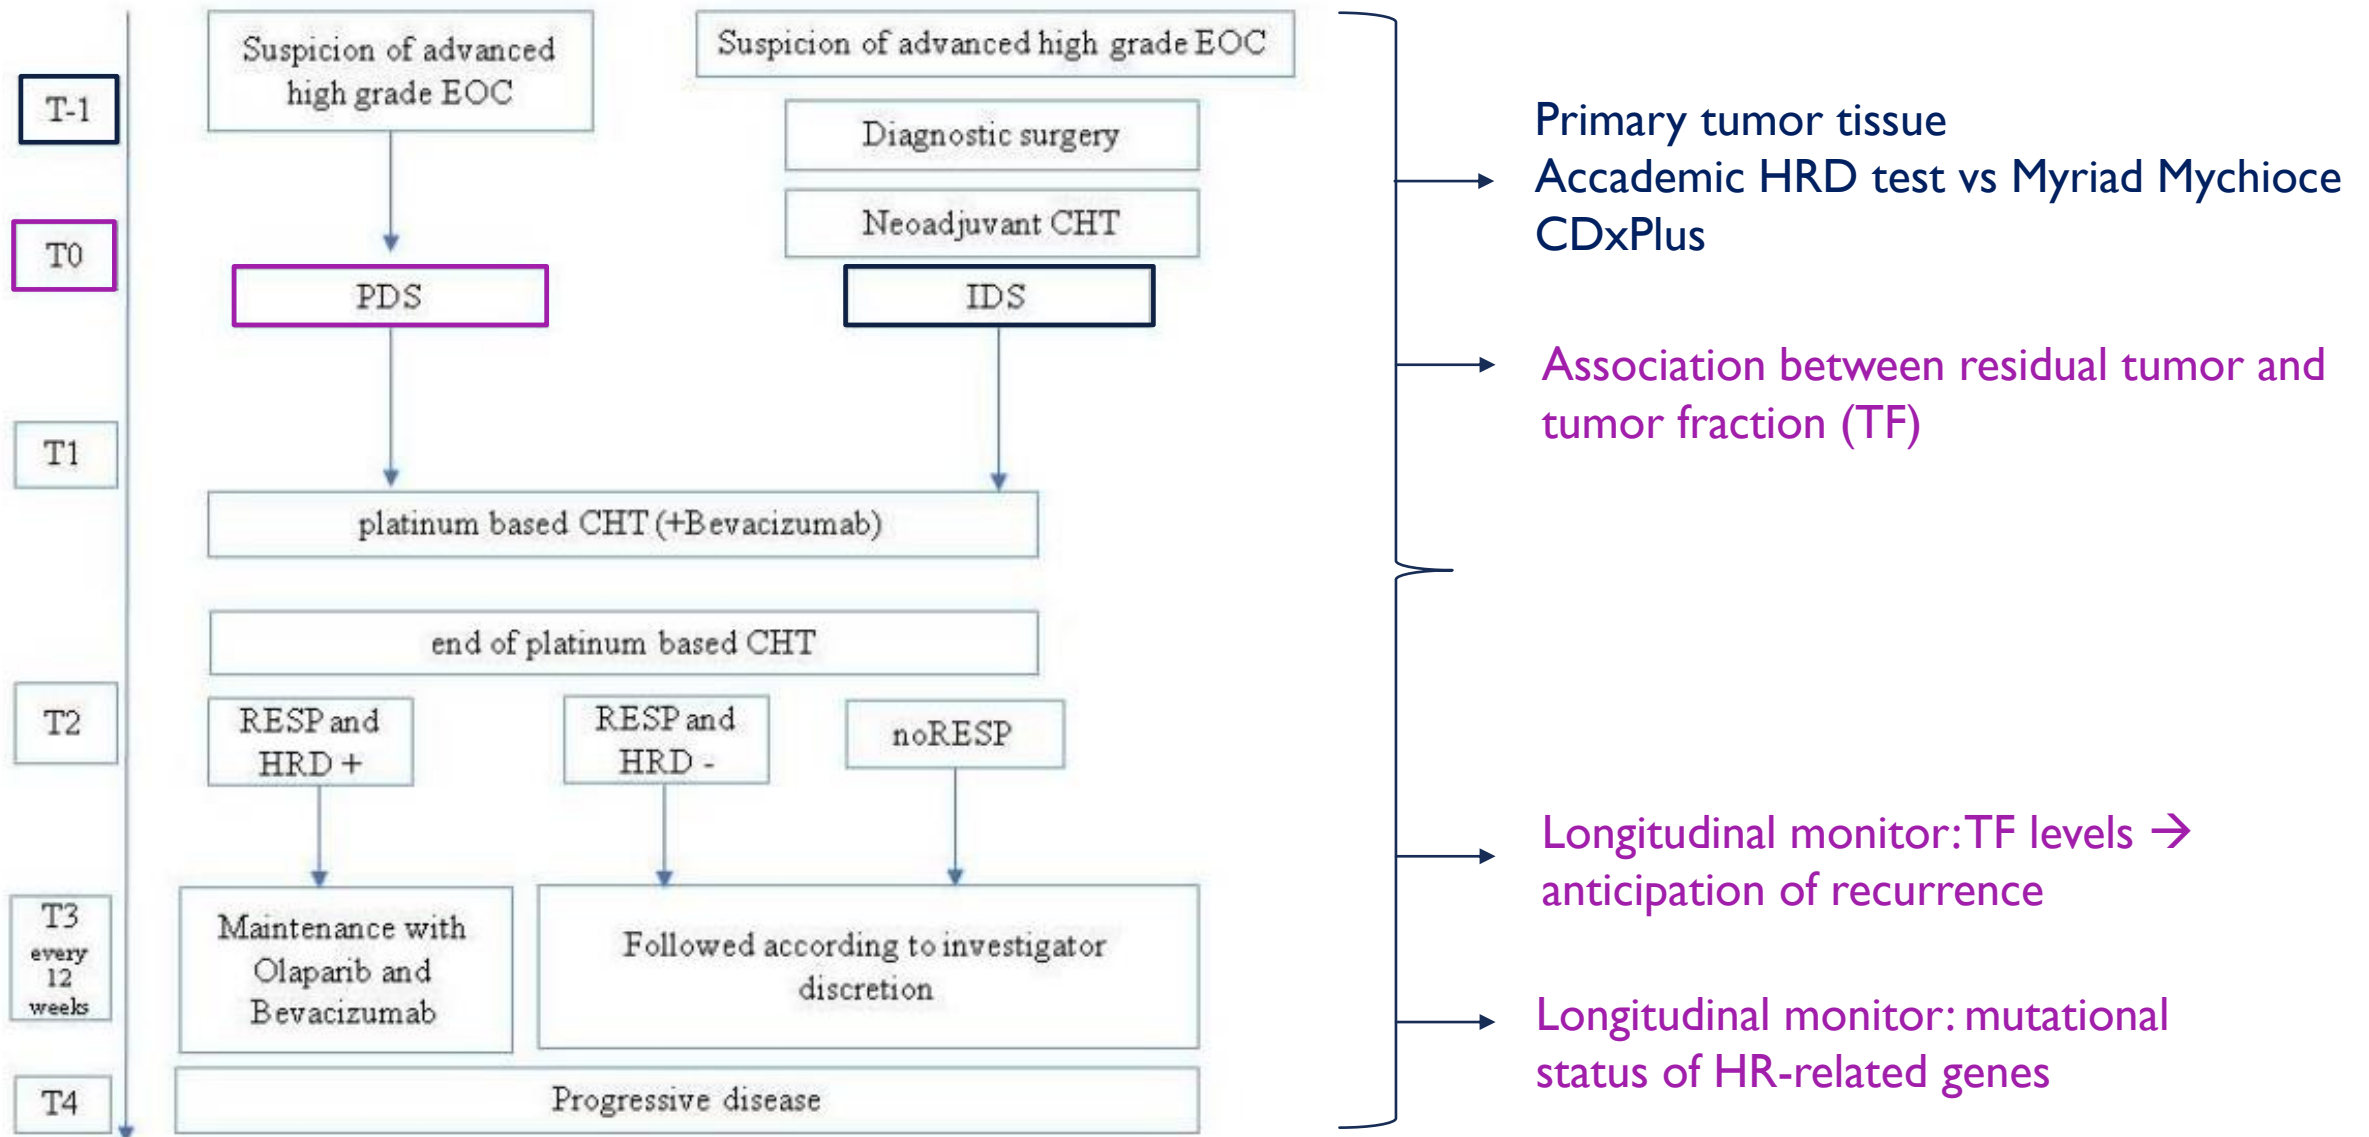 T-1
T0
T1
T2
T3
every
12
weeks
T4
Suspicion of advanced
high grade EOC
PDS
Suspicion of advanced high grade EOC
Diagnostic surgery
Neoadjuvant CHT
IDS
platinum based CHT (+Bevacizumab)
end of platinum based CHT
RESP and
HRD +
RESP and
HRD -
noRESP
Maintenance with
Olaparib and
Bevacizumab
Followed according to investigator
discretion
Progressive disease
Primary tumor tissue
Accademic HRD test vs Myriad Mychioce
CDxPlus
Association between residual tumor and
tumor fraction (TF)
Longitudinal monitor: TF levels →
anticipation of recurrence
Longitudinal monitor: mutational
status of HR-related genes